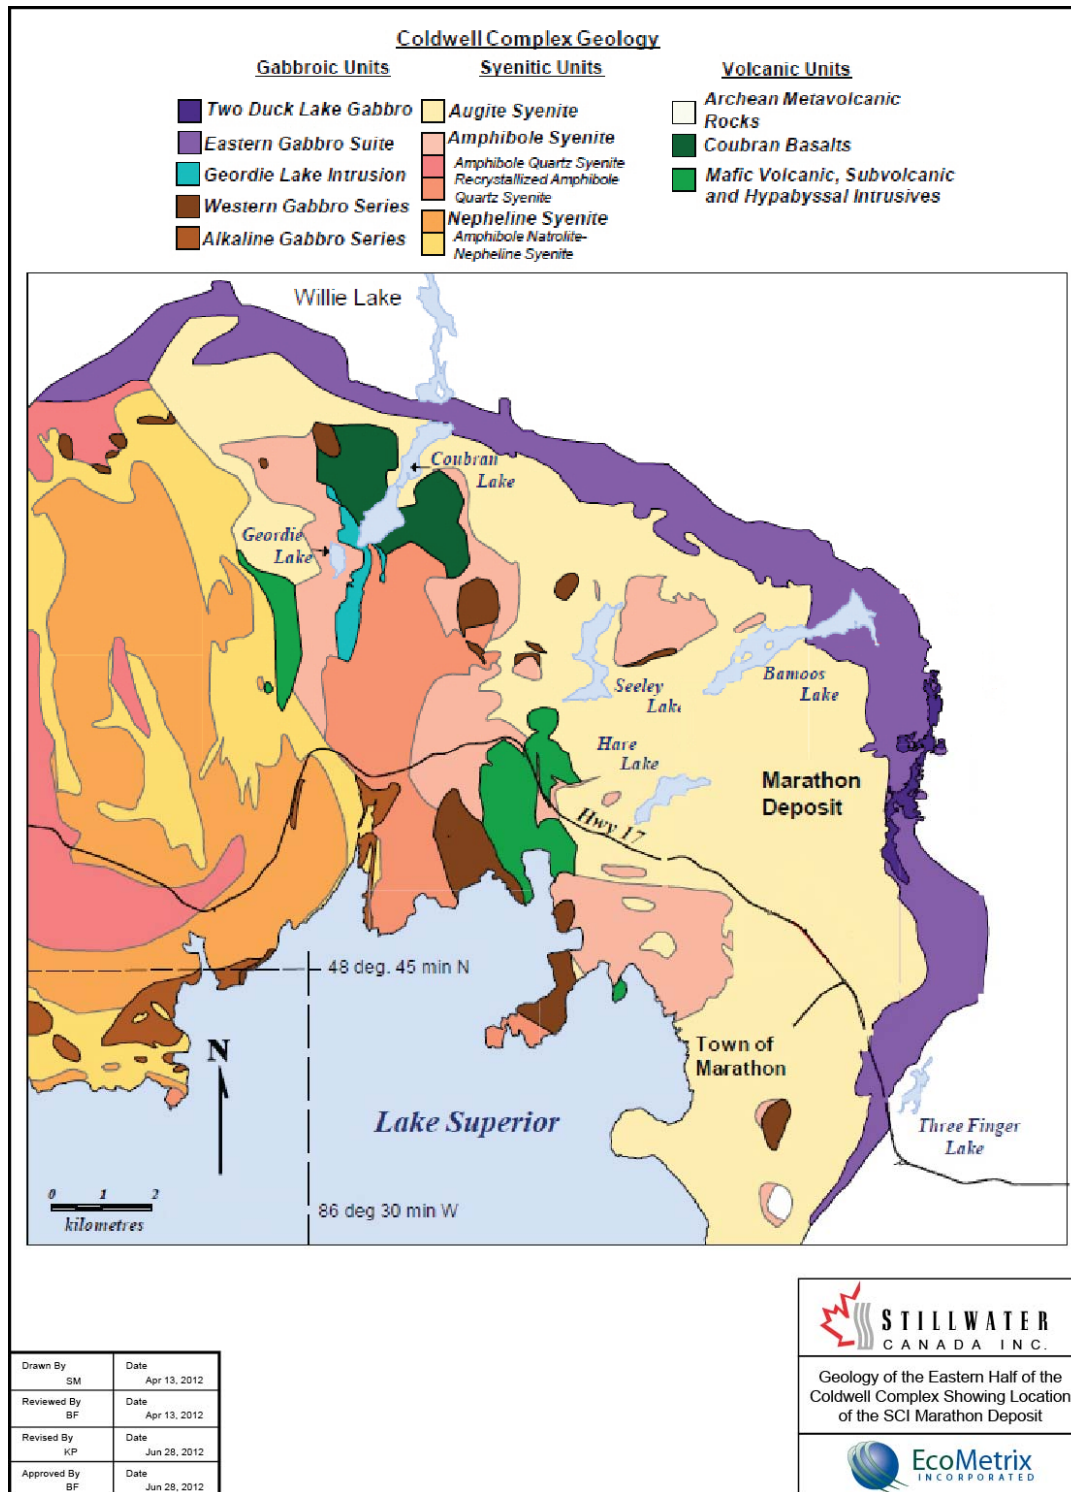 Coldwell Complex Geology
Gabbroic Units
Two Duck Lake Gabbro
Eastern Gabbro Suite
Geordie Lake Intrusion
Western Gabbro Series
Alkaline Gabbro Series
Syenitic Units
Augite Syenite
Amphibole Syenite
Amphibole Quartz Syenite
Recrystallized Amphibole
Quartz Syenite
Nepheline Syenite
Amphibole Natrolite-
Nepheline Syenite
Volcanic Units
Archean Metavolcanic
Rocks
Coubran Basalts
Mafic Volcanic, Subvolcanic
and Hypabyssal Intrusives
Willie Lake
Coubran
Lake
Geordie
Lake
Seeley
Lake
Bamoos
Lake
Hare
Lake
Marathon
Deposit
Hwy 17
48 deg. 45 min N
N
Town of
Marathon
Lake Superior
Three Finger
Lake
0 1 2
kilometres
86 deg 30 min W
STILLWATER
CANADA INC.
Geology of the Eastern Half of the
Coldwell Complex Showing Location
of the SCI Marathon Deposit
EcoMetrix
INCORPORATED
Drawn By Date
SM Apr 13, 2012
Reviewed By Date
BF Apr 13, 2012
Revised By Date
KP Jun 28, 2012
Approved By Date
BF Jun 28, 2012